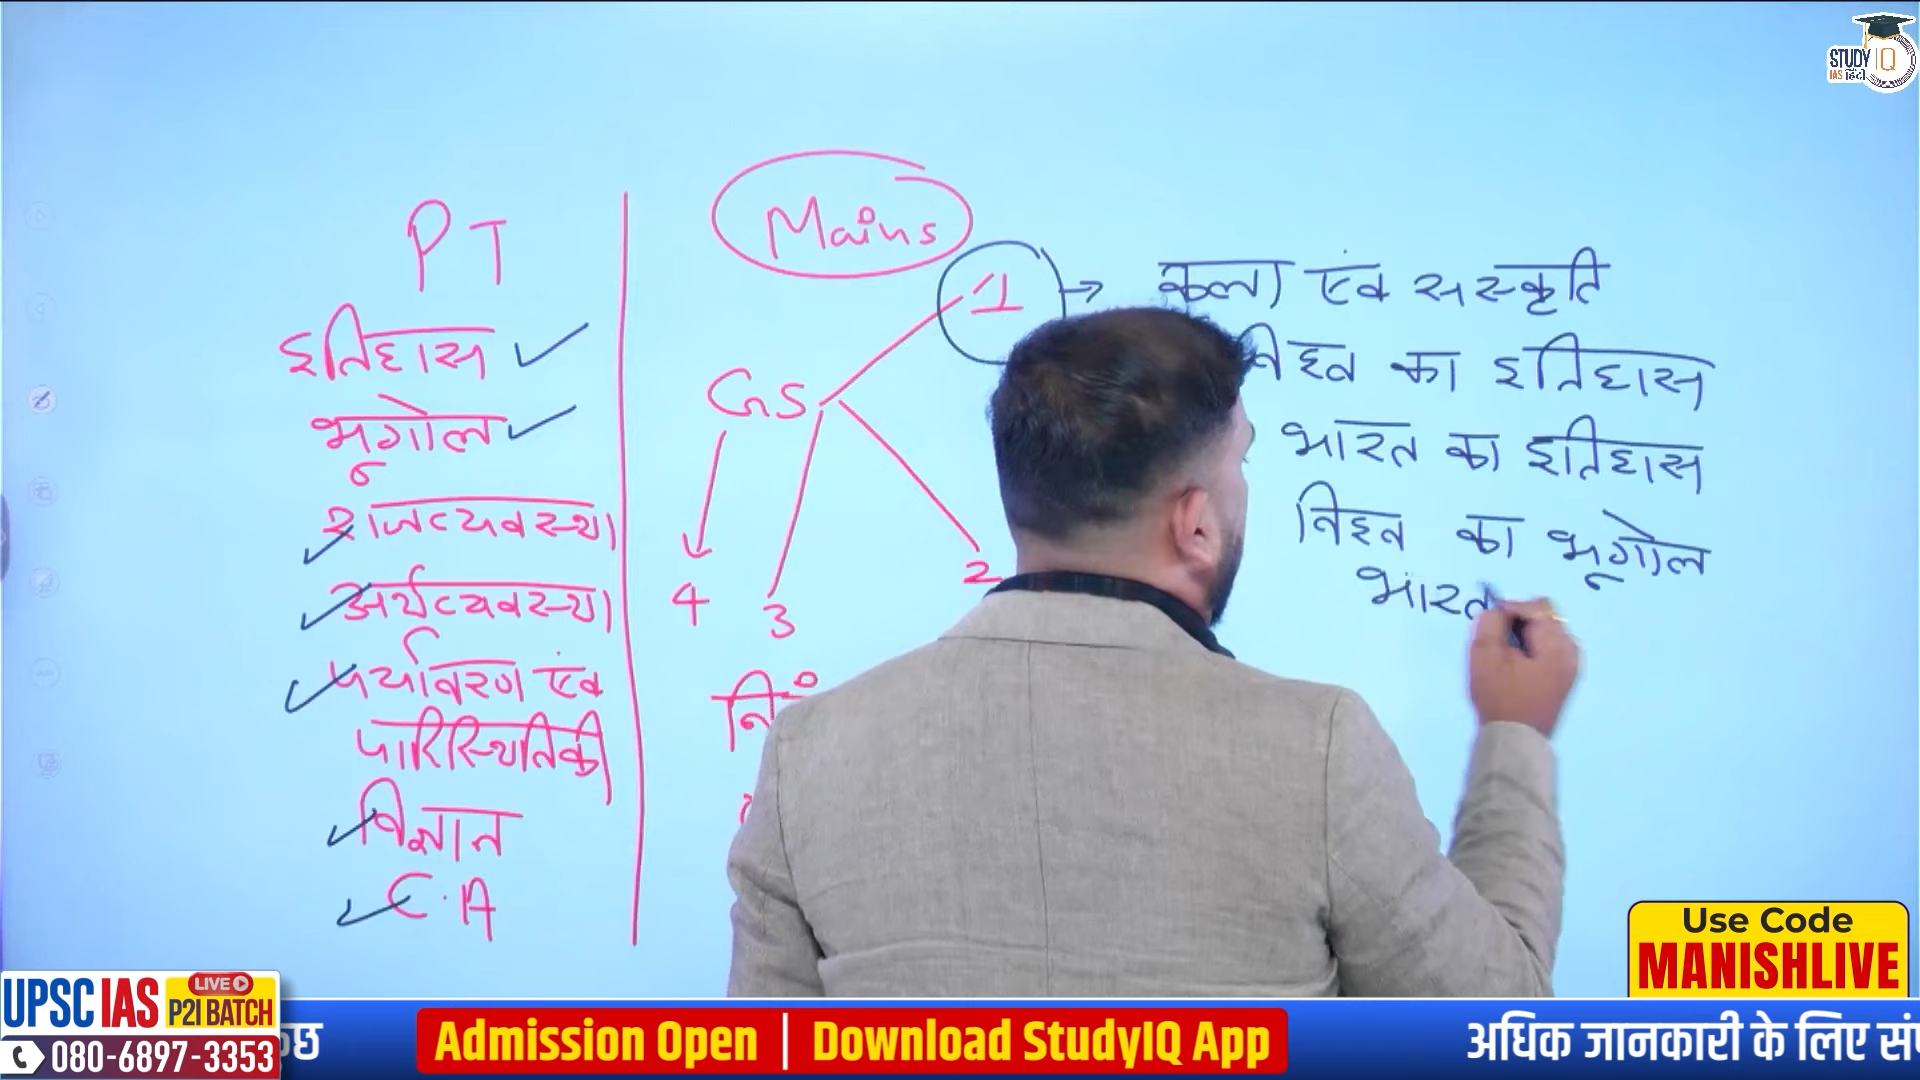 STUDY IQ
IAS हिंदी
PT
इतिहास
भूगोल
राजव्यवस्था
अर्थव्यवस्था
पर्यावरण एंव
पारिस्थितिकी
विज्ञान
C.A
Mains
GS
1
2
3
4
कला एंव संस्कृति
का इतिहास
भारत का इतिहास
विश्व का भूगोल
भारत
Use Code
MANISHLIVE
UPSC IAS
LIVE
P2I BATCH
080-6897-3353
Admission Open | Download StudyIQ App
अधिक जानकारी के लिए